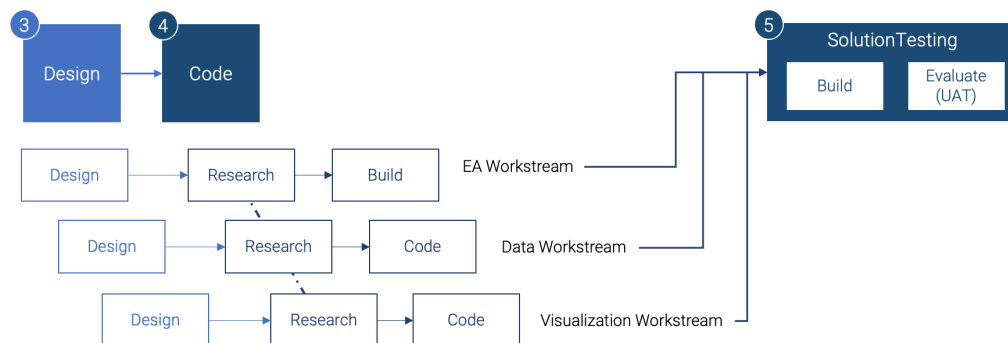 3
Design
4
Code
5
SolutionTesting
Build
Evaluate
(UAT)
Design
Research
Build
EA Workstream
Design
Research
Code
Data Workstream
Design
Research
Code
Visualization Workstream